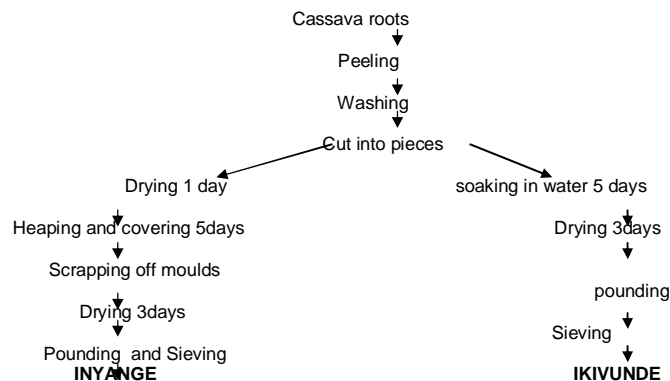 Cassava roots
Peeling
Washing
Cut into pieces
Drying 1 day
soaking in water 5 days
Heaping and covering 5days
Drying 3days
Scrapping off moulds
pounding
Drying 3days
Sieving
Pounding and Sieving
INYANGE
IKIVUNDE